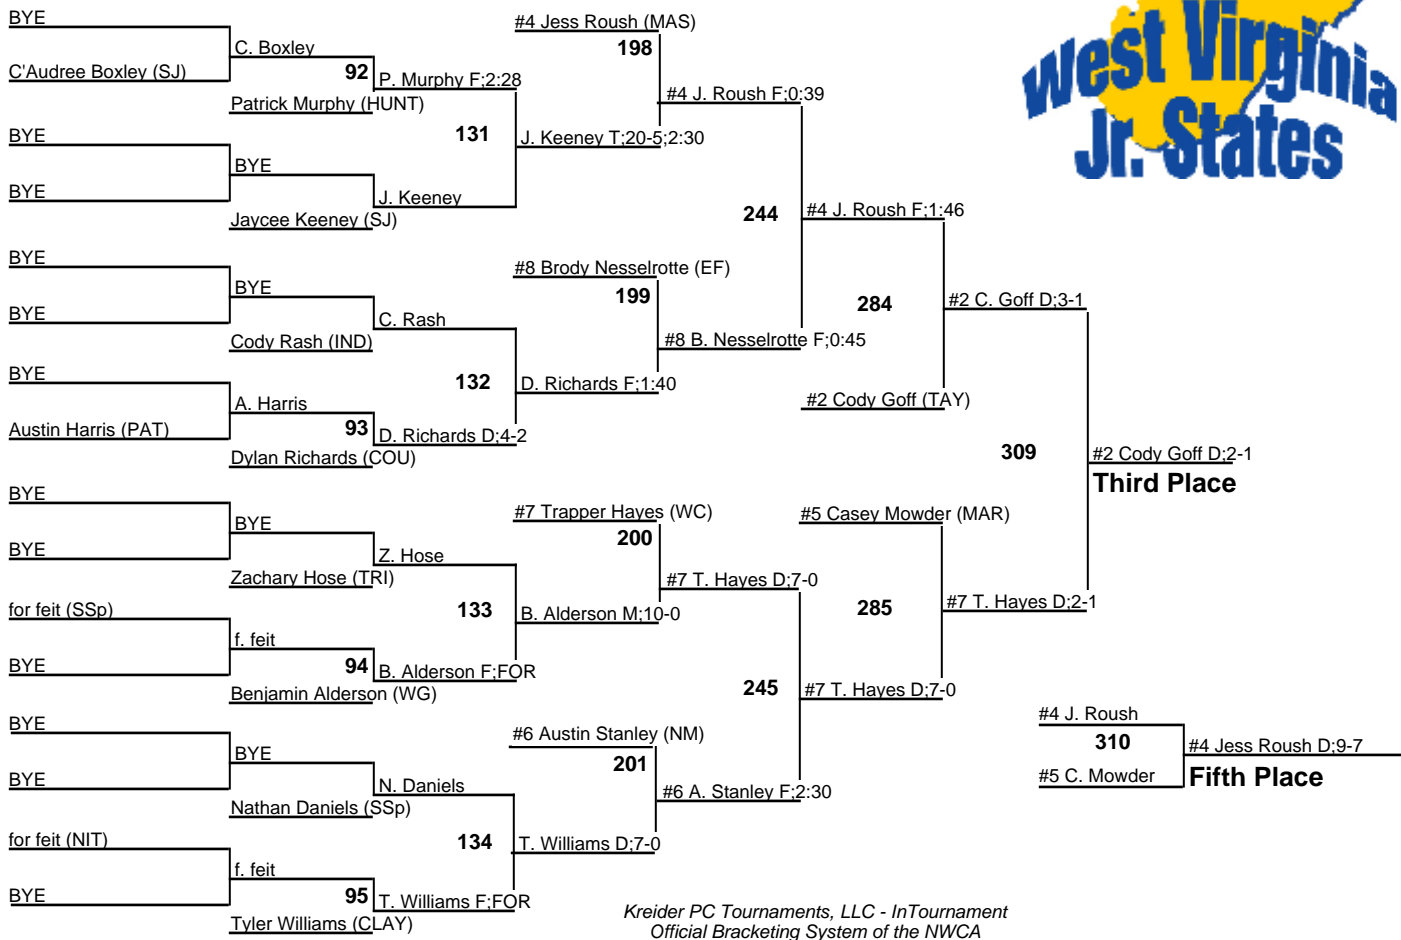 BYE
C. Boxley
C'Audree Boxley (SJ)
92
P. Murphy F;2:28
Patrick Murphy (HUNT)
131
J. Keeney T;20-5;2:30
BYE
BYE
BYE
J. Keeney
Jaycee Keeney (SJ)
#4 Jess Roush (MAS)
198
#4 J. Roush F;0:39
244
#4 J. Roush F;1:46
BYE
BYE
BYE
C. Rash
Cody Rash (IND)
132
D. Richards F;1:40
BYE
A. Harris
Austin Harris (PAT)
93
D. Richards D;4-2
Dylan Richards (COU)
#8 Brody Nesselrotte (EF)
199
#8 B. Nesselrotte F;0:45
284
#2 C. Goff D;3-1
#2 Cody Goff (TAY)
309
#2 Cody Goff D;2-1
Third Place
BYE
BYE
BYE
Z. Hose
Zachary Hose (TRI)
133
B. Alderson M;10-0
for feit (SSp)
f. feit
BYE
94
B. Alderson F;FOR
Benjamin Alderson (WG)
#7 Trapper Hayes (WC)
200
#7 T. Hayes D;7-0
245
#7 T. Hayes D;7-0
#5 Casey Mowder (MAR)
285
#7 T. Hayes D;2-1
BYE
BYE
BYE
N. Daniels
Nathan Daniels (SSp)
134
T. Williams D;7-0
for feit (NIT)
f. feit
BYE
95
T. Williams F;FOR
Tyler Williams (CLAY)
#6 Austin Stanley (NM)
201
#6 A. Stanley F;2:30
#4 J. Roush
310
#4 Jess Roush D;9-7
#5 C. Mowder
Fifth Place
West Virginia
Jr. States
Kreider PC Tournaments, LLC - InTournament
Official Bracketing System of the NWCA